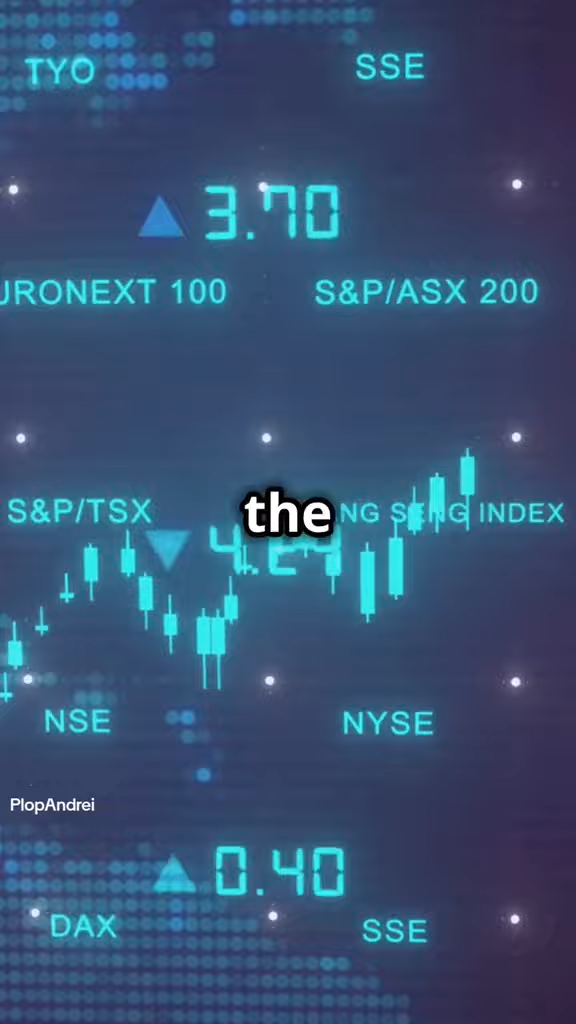 TYO SSE
3.70
URONEXT 100 S&P/ASX 200
S&P/TSX the NG SENG INDEX
NSE NYSE
PlopAndrei
0.40
DAX SSE